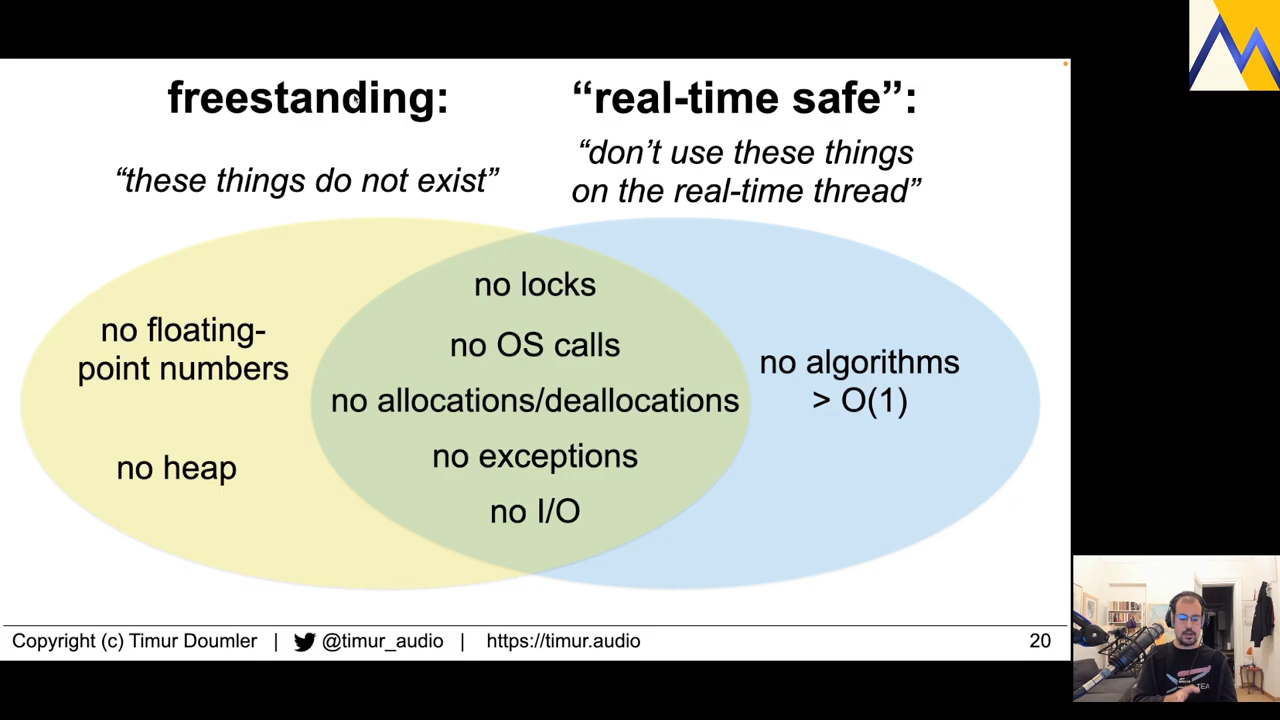 freestanding:
“real-time safe”:
“these things do not exist”
“don’t use these things
on the real-time thread”
no floating-
point numbers
no heap
no locks
no OS calls
no allocations/deallocations
no exceptions
no I/O
no algorithms
> O(1)
Copyright (c) Timur Doumler | @timur_audio | https://timur.audio 20